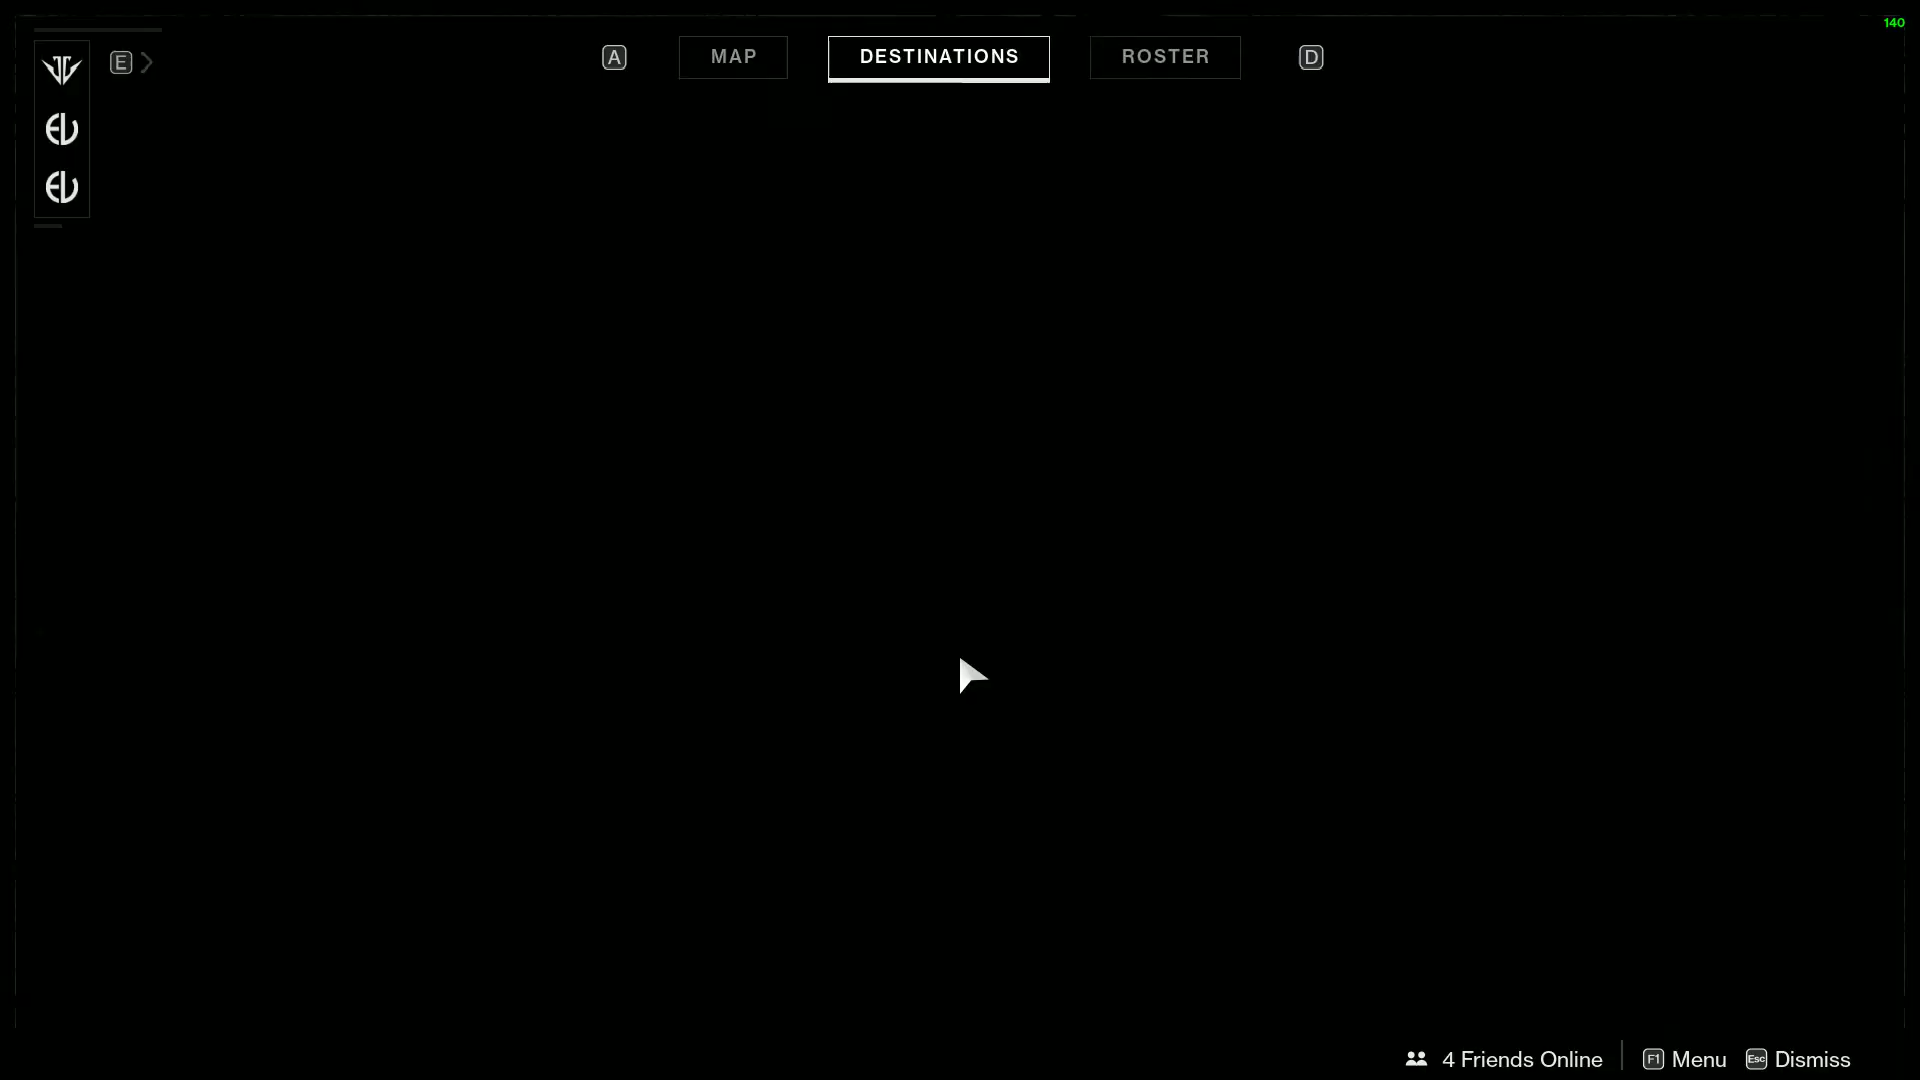 140
E
A
MAP
DESTINATIONS
ROSTER
D
4 Friends Online
F1 Menu
Esc Dismiss